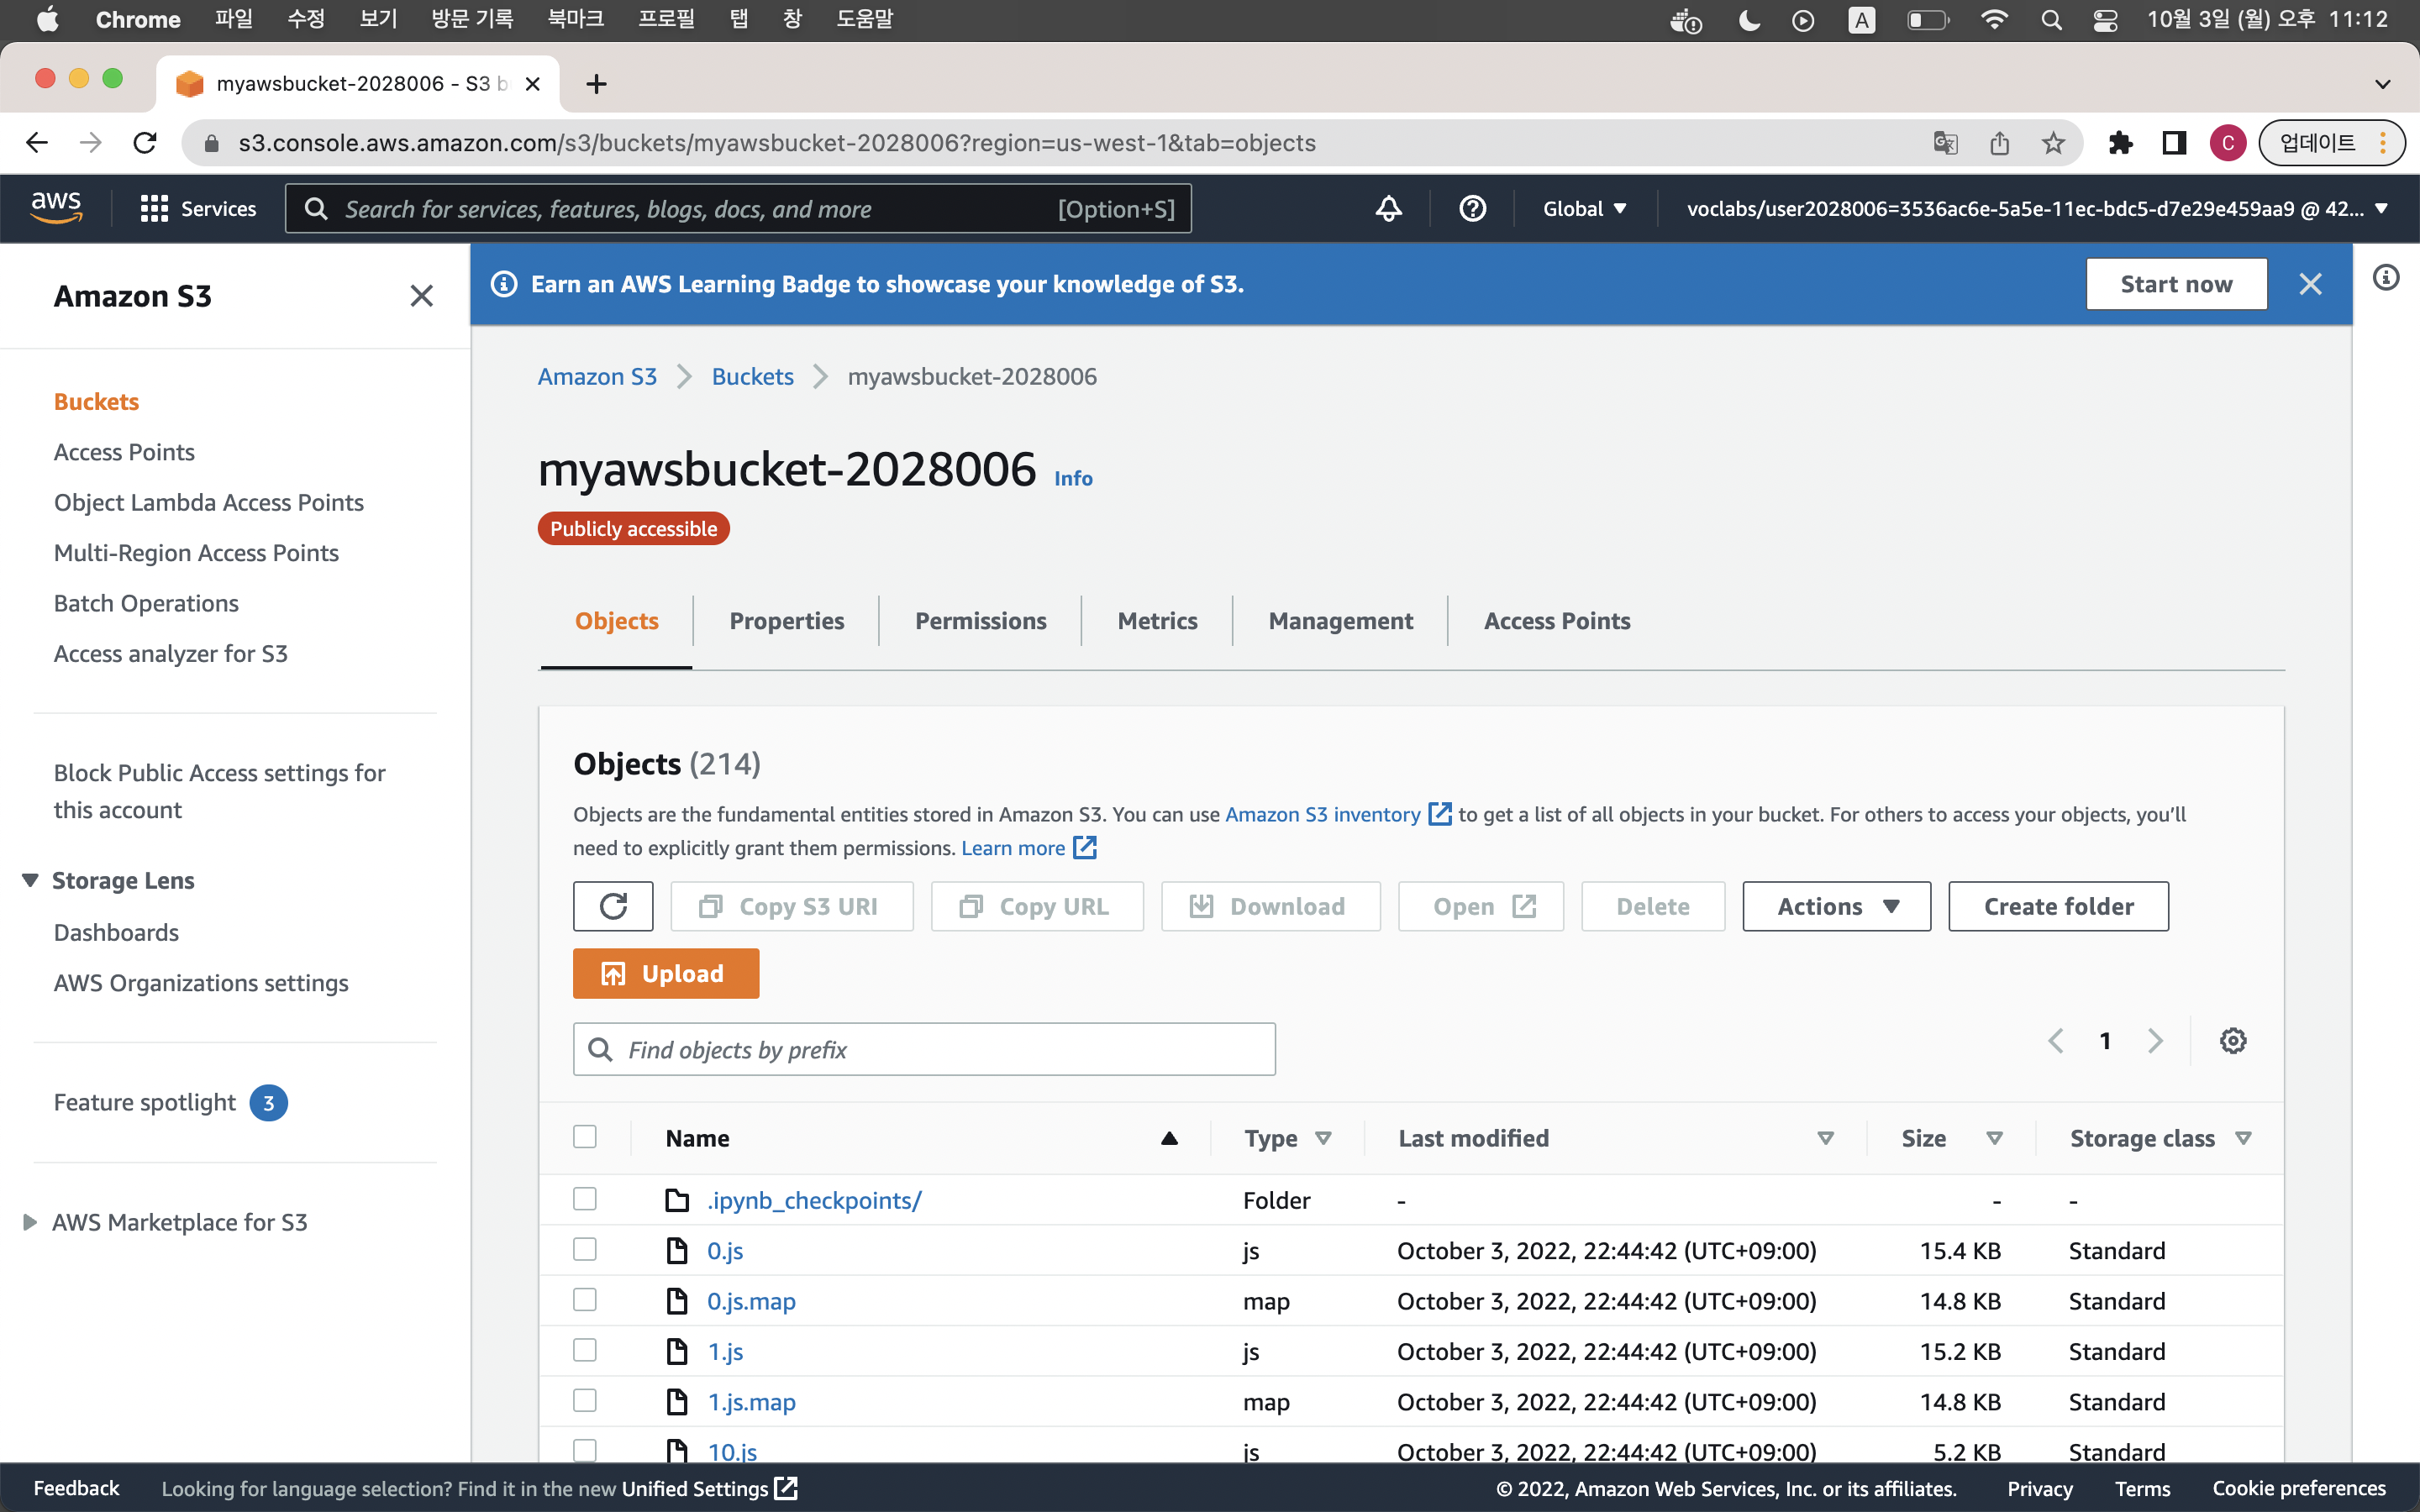 Chrome 파일 수정 보기 방문 기록 북마크 프로필 탭 창 도움말 A 10월 3일 (월) 오후 11:12
myawsbucket-2028006 - S3 b
s3.console.aws.amazon.com/s3/buckets/myawsbucket-2028006?region=us-west-1&tab=objects C 업데이트
aws Services Search for services, features, blogs, docs, and more [Option+S] Global voclabs/user2028006=3536ac6e-5a5e-11ec-bdc5-d7e29e459aa9 @ 42...
Amazon S3
Buckets
Access Points
Object Lambda Access Points
Multi-Region Access Points
Batch Operations
Access analyzer for S3
Block Public Access settings for
this account
Storage Lens
Dashboards
AWS Organizations settings
Feature spotlight 3
AWS Marketplace for S3
Earn an AWS Learning Badge to showcase your knowledge of S3. Start now
Amazon S3 Buckets myawsbucket-2028006
myawsbucket-2028006 Info
Publicly accessible
Objects Properties Permissions Metrics Management Access Points
Objects (214)
Objects are the fundamental entities stored in Amazon S3. You can use Amazon S3 inventory to get a list of all objects in your bucket. For others to access your objects, you'll
need to explicitly grant them permissions. Learn more
Copy S3 URI Copy URL Download Open Delete Actions Create folder
Upload
Find objects by prefix 1
Name Type Last modified Size Storage class
.ipynb_checkpoints/ Folder - - -
0.js js October 3, 2022, 22:44:42 (UTC+09:00) 15.4 KB Standard
0.js.map map October 3, 2022, 22:44:42 (UTC+09:00) 14.8 KB Standard
1.js js October 3, 2022, 22:44:42 (UTC+09:00) 15.2 KB Standard
1.js.map map October 3, 2022, 22:44:42 (UTC+09:00) 14.8 KB Standard
10.js js October 3, 2022, 22:44:42 (UTC+09:00) 5.2 KB Standard
Feedback Looking for language selection? Find it in the new Unified Settings © 2022, Amazon Web Services, Inc. or its affiliates. Privacy Terms Cookie preferences